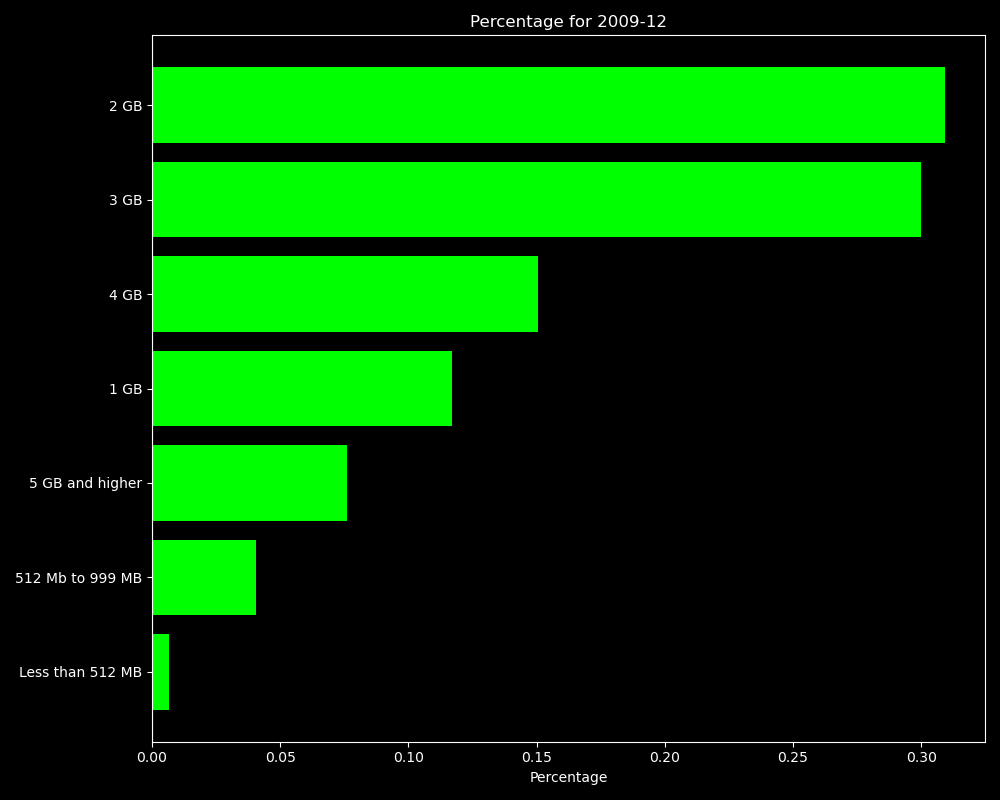 Percentage for 2009-12
2 GB
3 GB
4 GB
1 GB
5 GB and higher
512 Mb to 999 MB
Less than 512 MB
0.00 0.05 0.10 0.15 0.20 0.25 0.30
Percentage